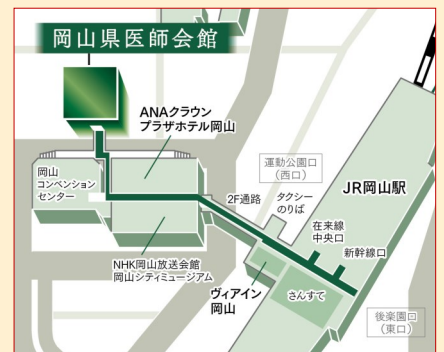 岡山県医師会館
ANAクラウン
プラザホテル岡山
岡山
コンベンション
センター
運動公園口
(西口)
JR岡山駅
2F通路
タクシー
のりば
在来線
中央口
新幹線口
NHK岡山放送会館
岡山シティミュージアム
ヴィアイン
岡山
さんすて
後楽園口
(東口)